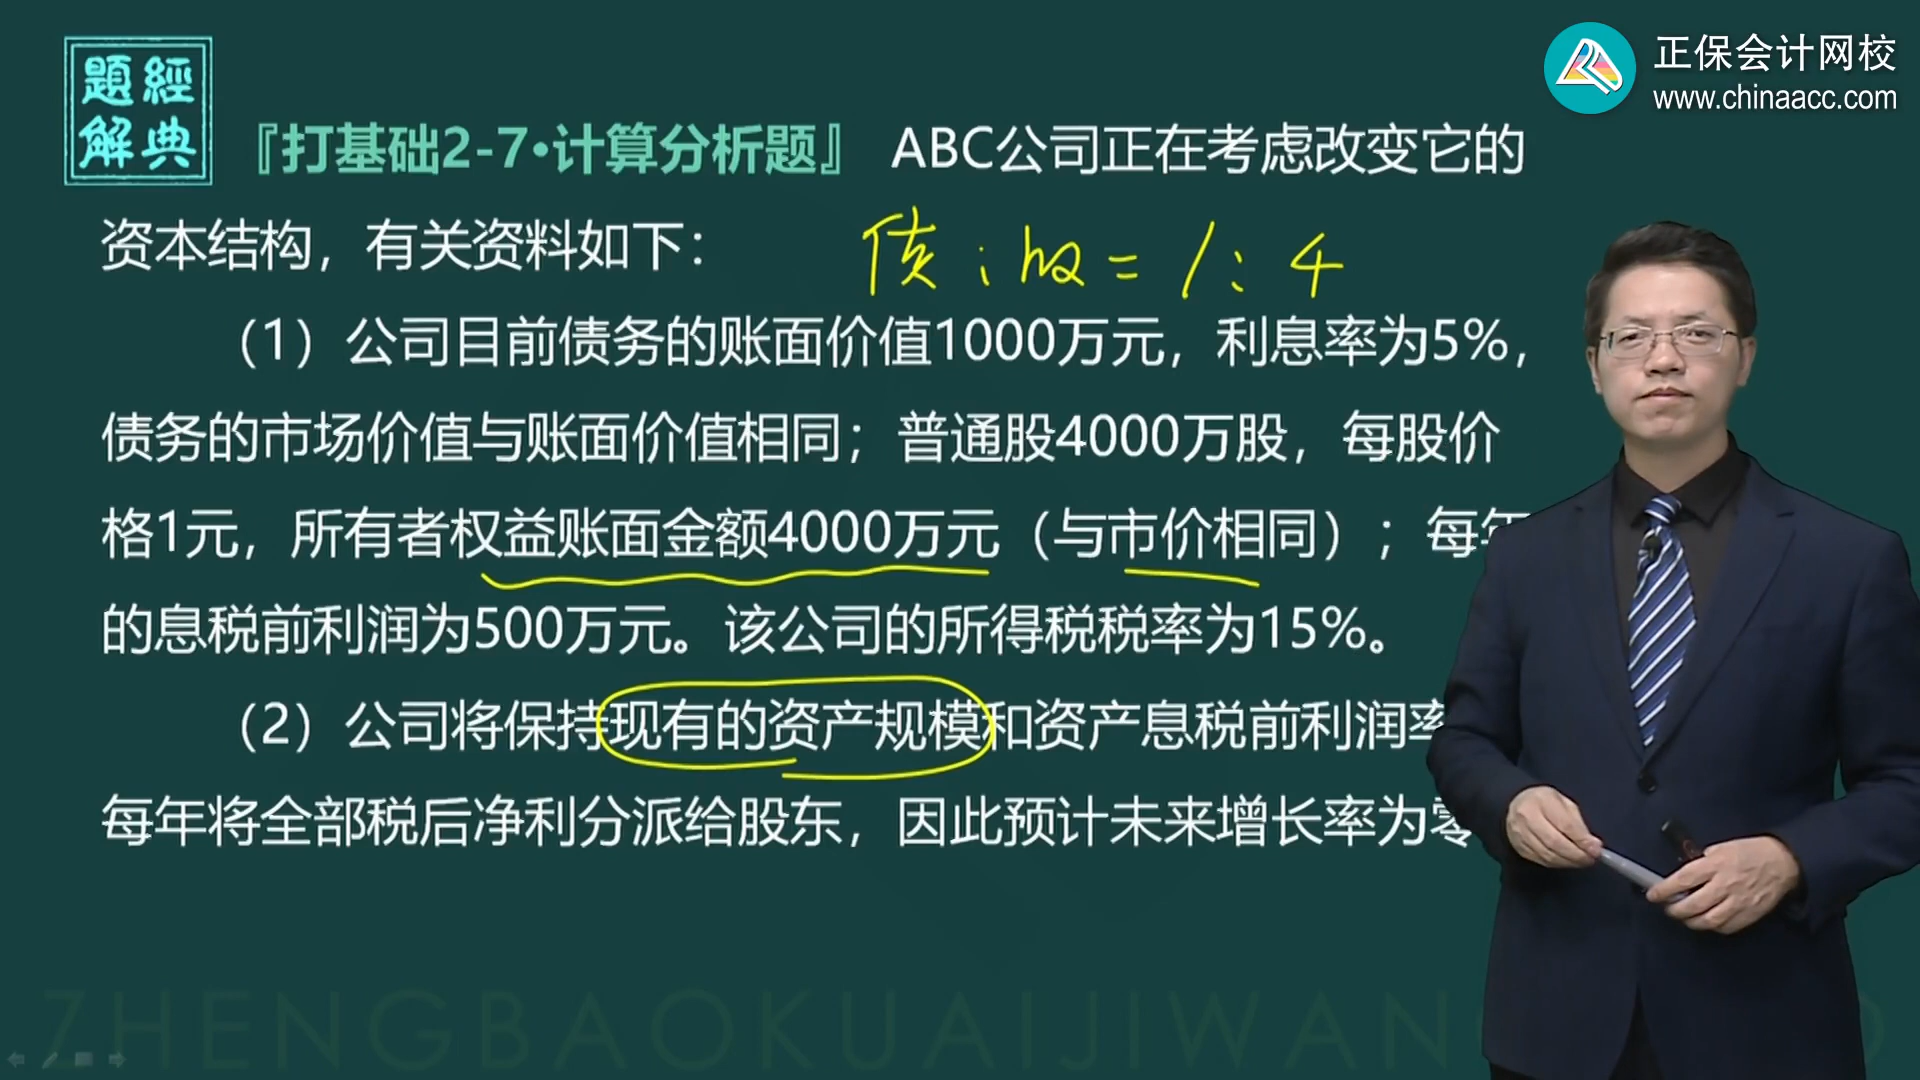 正保会计网校
www.chinaacc.com
題經
解典
『打基础2-7•计算分析题』 ABC公司正在考虑改变它的
资本结构，有关资料如下：
债：股=1：4
（1）公司目前债务的账面价值1000万元，利息率为5%，
债务的市场价值与账面价值相同；普通股4000万股，每股价
格1元，所有者权益账面金额4000万元（与市价相同）；每年
的息税前利润为500万元。该公司的所得税税率为15%。
（2）公司将保持现有的资产规模和资产息税前利润率
每年将全部税后净利分派给股东，因此预计未来增长率为零
ZHENGBAOKUAIJIWAN